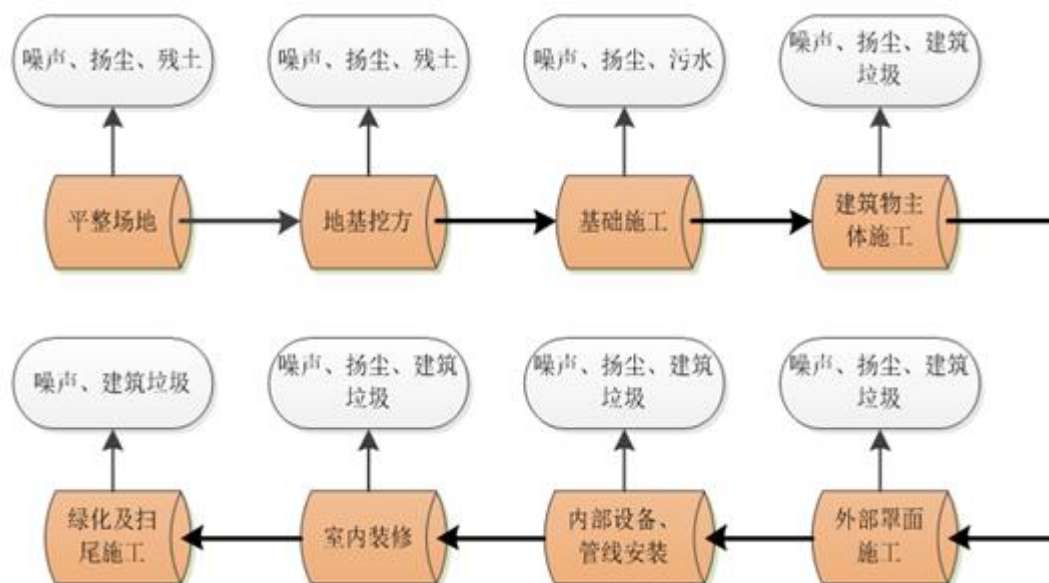 噪声、扬尘、残土
噪声、扬尘、残土
噪声、扬尘、污水
噪声、扬尘、建筑
垃圾
平整场地
地基挖方
基础施工
建筑物主
体施工
噪声、建筑垃圾
噪声、扬尘、建筑
垃圾
噪声、扬尘、建筑
垃圾
噪声、扬尘、建筑
垃圾
绿化及扫
尾施工
室内装修
内部设备、
管线安装
外部罩面
施工